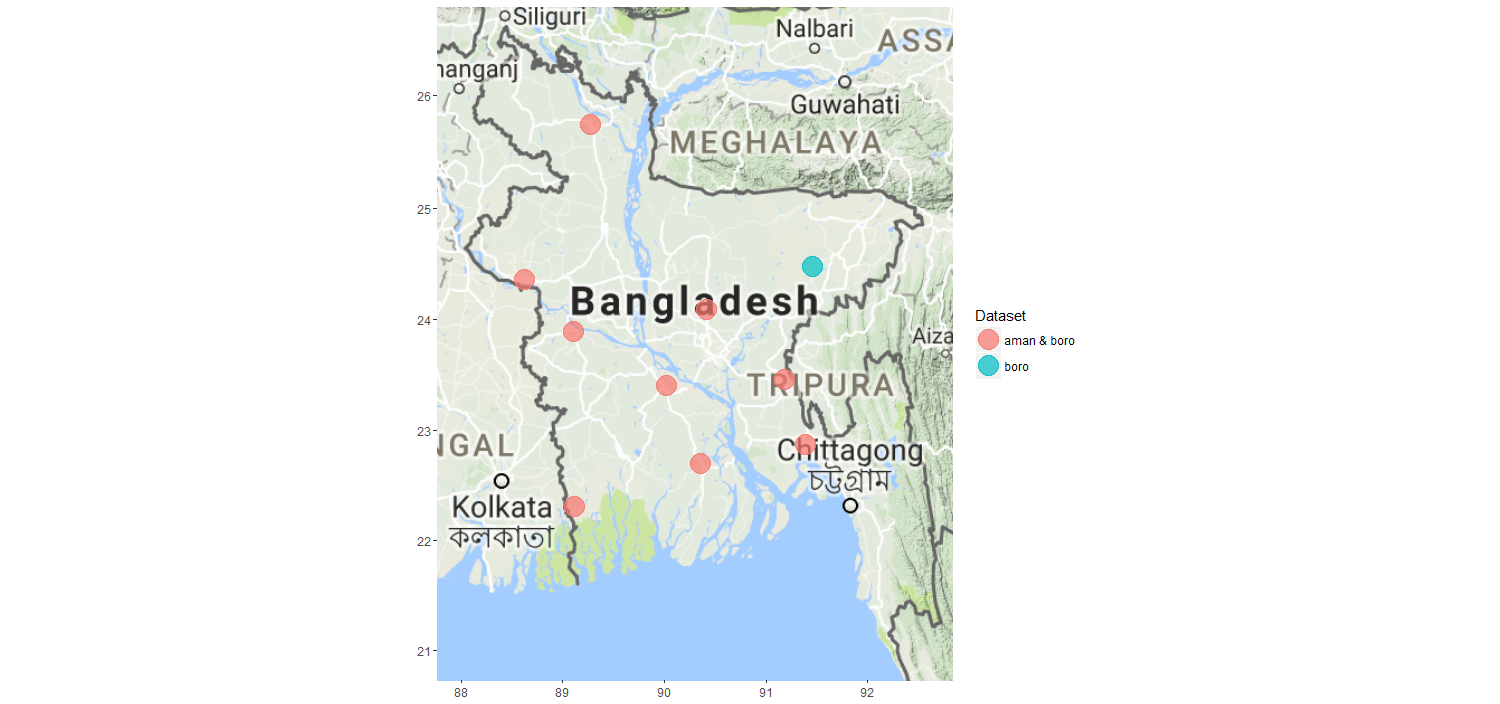 Siliguri
Nalbari
ASSA
hanganj
26
Guwahati
MEGHALAYA
25
Bangladesh
24
Aiza
TRIPURA
23
NGAL
Chittagong
চট্টগ্রাম
Kolkata
কলকাতা
22
21
88 89 90 91 92
Dataset
aman & boro
boro